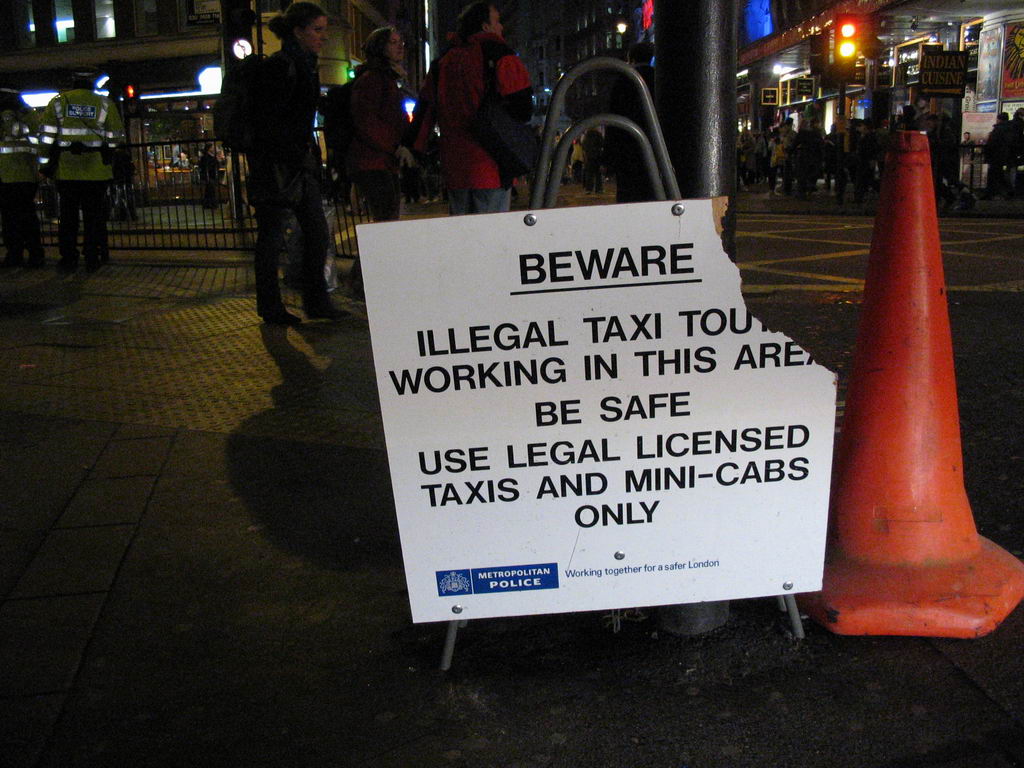 INDIAN
CUISINE
BEWARE
ILLEGAL TAXI TOU
WORKING IN THIS AREA
BE SAFE
USE LEGAL LICENSED
TAXIS AND MINI-CABS
ONLY
METROPOLITAN
POLICE
Working together for a safer London